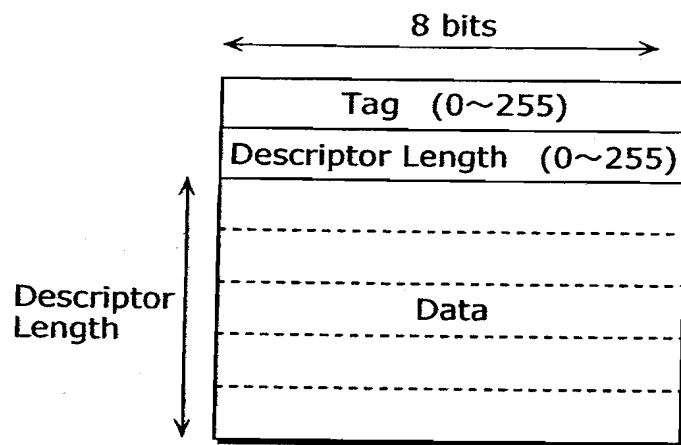 8 bits
Tag (0～255)
Descriptor Length (0～255)
Descriptor
Length
Data